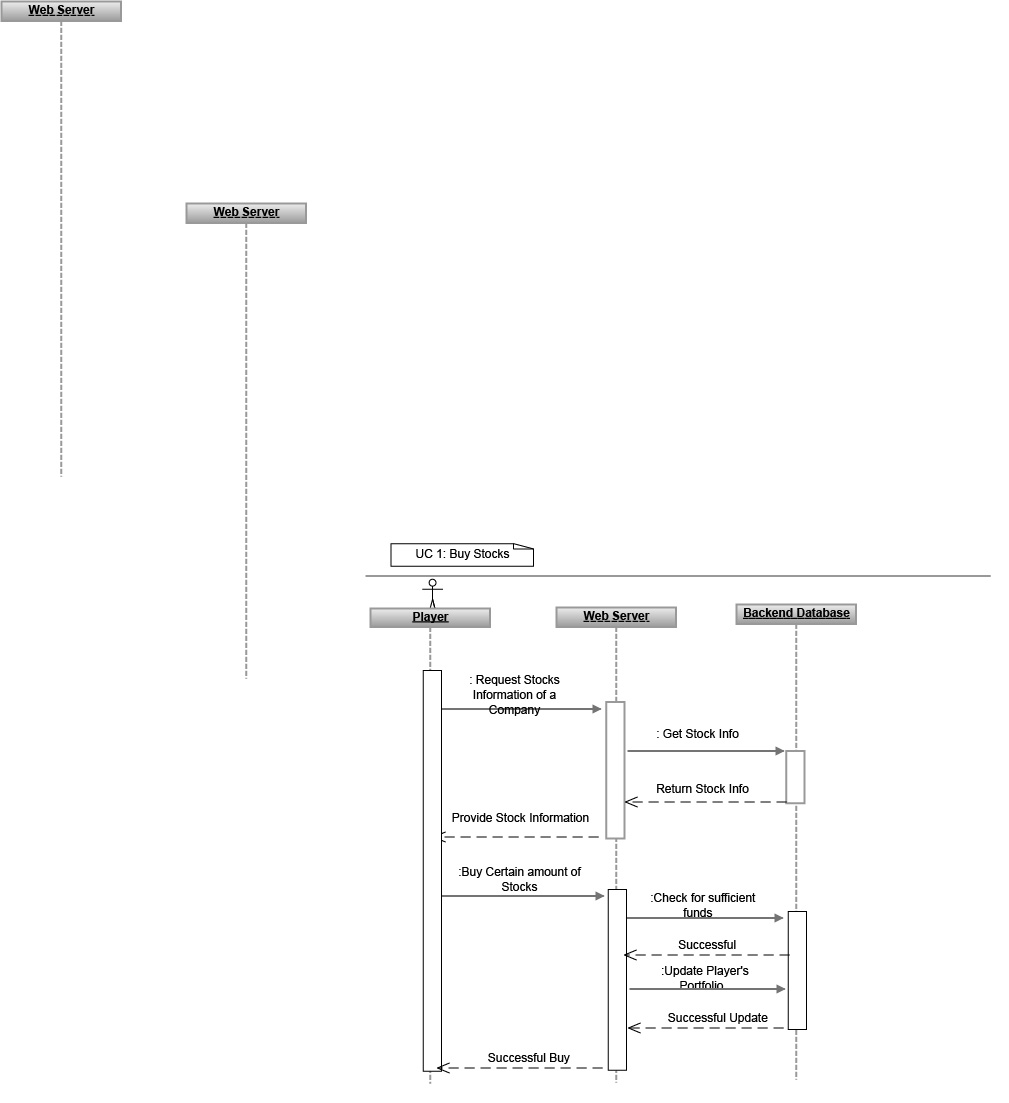 Web Server
Web Server
UC 1: Buy Stocks
Player
Web Server
Backend Database
: Request Stocks
Information of a
Company
: Get Stock Info
Return Stock Info
Provide Stock Information
:Buy Certain amount of
Stocks
:Check for sufficient
funds
Successful
:Update Player's
Portfolio
Successful Update
Successful Buy